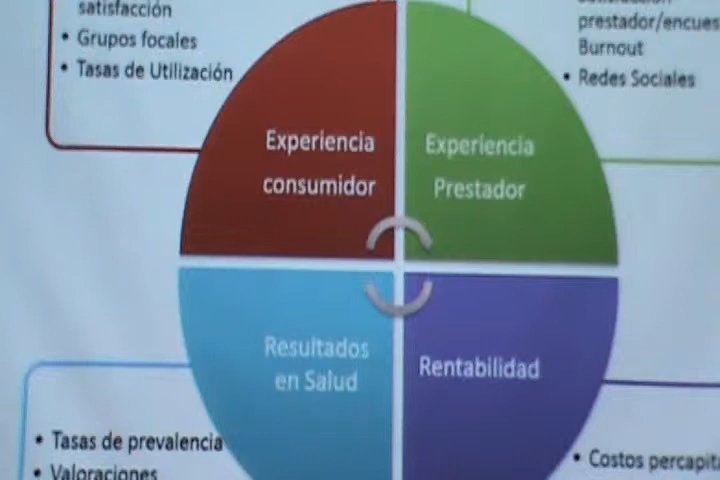 satisfacción
• Grupos focales
• Tasas de Utilización
prestador/encues
Burnout
• Redes Sociales
Experiencia
consumidor
Experiencia
Prestador
Resultados
en Salud
Rentabilidad
• Tasas de prevalencia
• Valoraciones
• Costos percapit